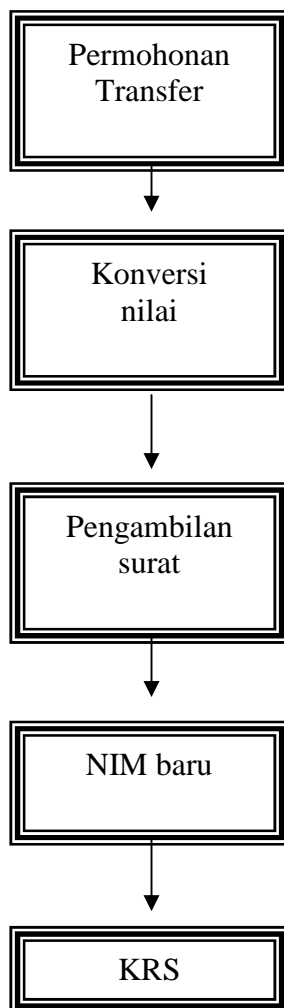 Permohonan
Transfer
Konversi
nilai
Pengambilan
surat
NIM baru
KRS